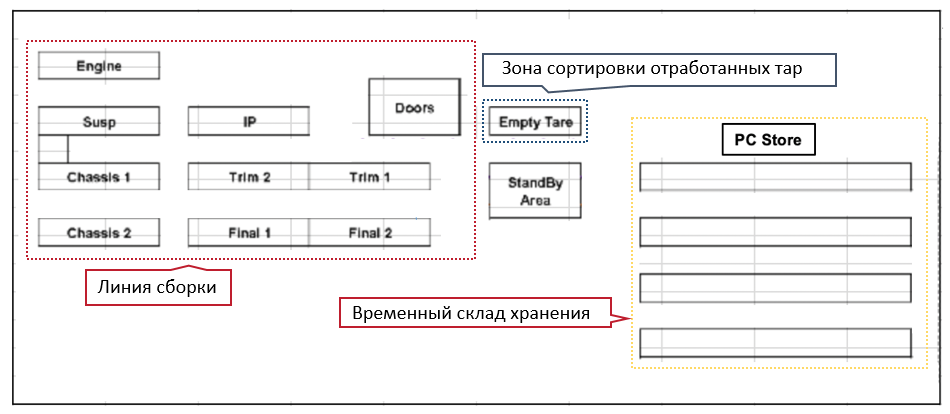 Engine
Зона сортировки отработанных тар
Susp
IP
Doors
Empty Tare
PC Store
Chassis 1
Trim 2
Trim 1
StandBy
Area
Chassis 2
Final 1
Final 2
Линия сборки
Временный склад хранения